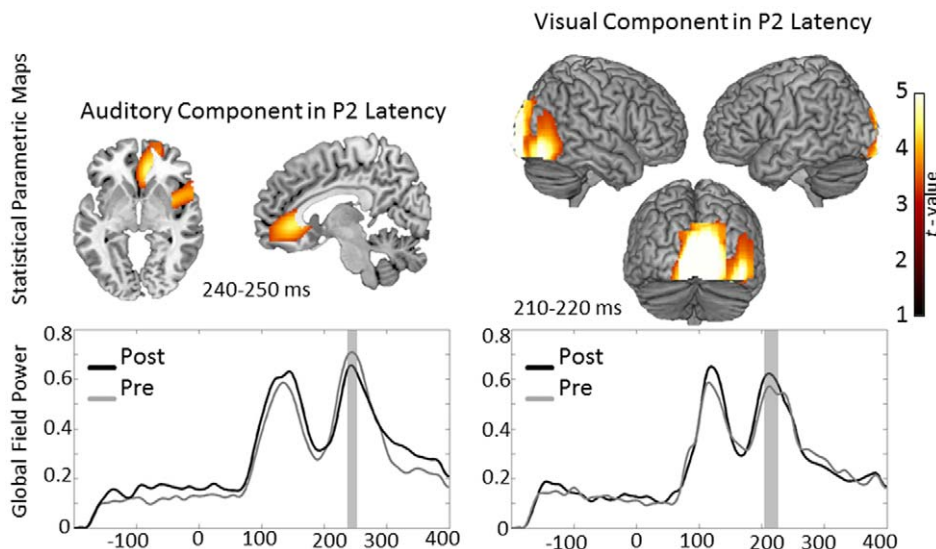 Visual Component in P2 Latency
Auditory Component in P2 Latency
Statistical Parametric Maps
5
4
3
2
1
t - value
240-250 ms
210-220 ms
Global Field Power
0.8
0.6
0.4
0.2
0
Post
Pre
-100 0 100 200 300 400
0.8
0.6
0.4
0.2
0
Post
Pre
-100 0 100 200 300 400